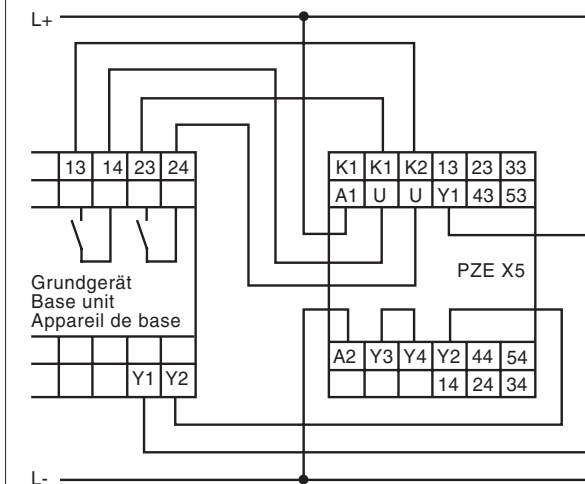 L+
13 14 23 24
K1 K1 K2 13 23 33
A1 U U Y1 43 53
PZE X5
Grundgerät
Base unit
Appareil de base
A2 Y3 Y4 Y2 44 54
Y1 Y2
14 24 34
L-